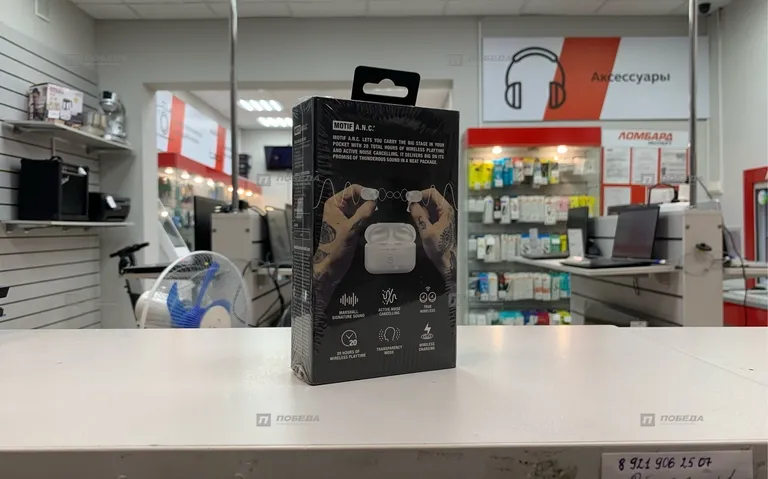 ПОБЕДА
Аксессуары
ЛОМБАРД
MOTIF A.N.C.
MOTIF A.N.C. LETS YOU CARRY THE BIG STAGE IN YOUR
POCKET WITH 20 TOTAL HOURS OF WIRELESS PLAYTIME
AND ACTIVE NOISE CANCELLING. IT DELIVERS BIG ON ITS
PROMISE OF THUNDEROUS SOUND IN A NEAT PACKAGE.
MARSHALL
SIGNATURE SOUND
ACTIVE NOISE
CANCELLING
TRUE
WIRELESS
20
20 HOURS OF
WIRELESS PLAYTIME
TRANSPARENCY
MODE
WIRELESS
CHARGING
ПОБЕДА
ПОБЕДА
8 921 906 25 07